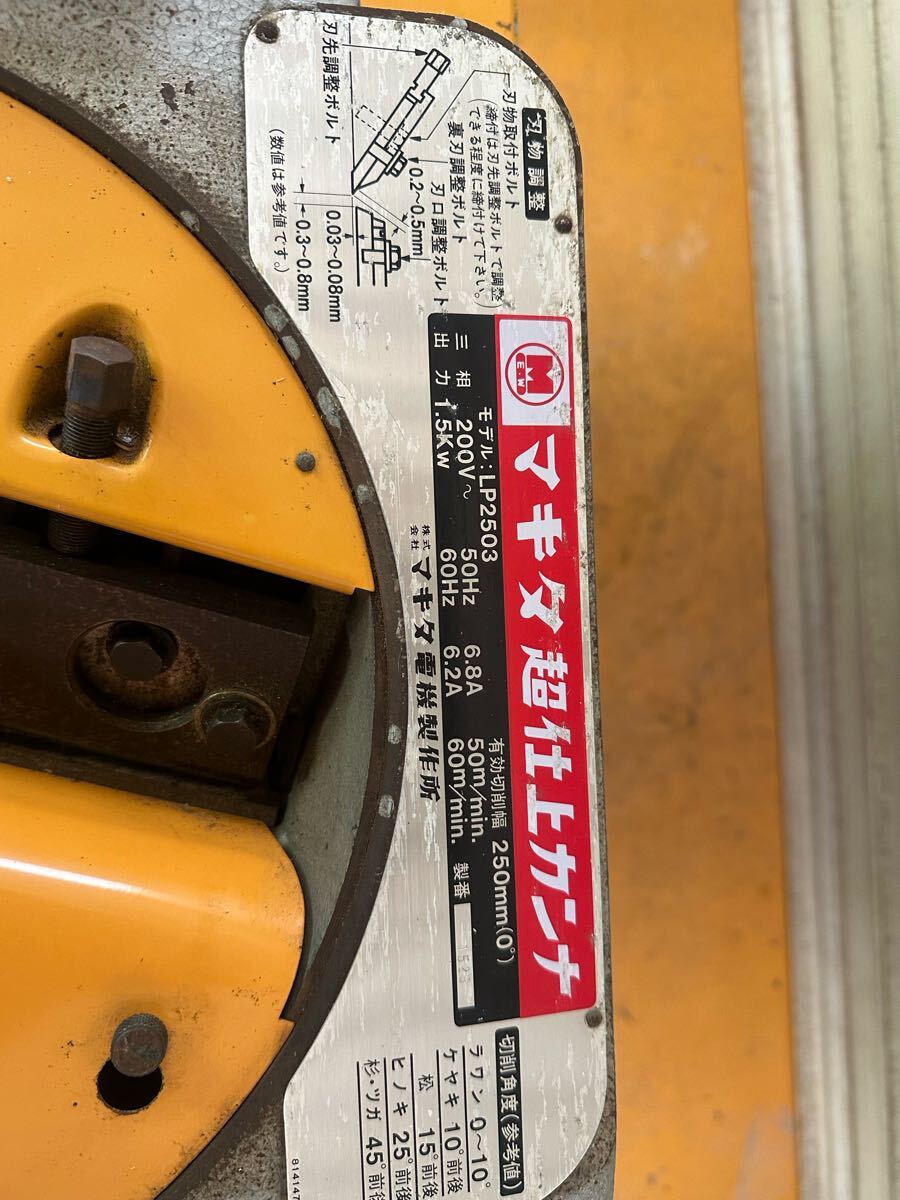 刃物調整
刃物取付ボルト
(締付は刃先調整ボルトで調整
できる程度に締付けて下さい。)
裏刃調整ボルト
刃口調整ボルト
0.2~0.5mm
0.03~0.08mm
0.3~0.8mm
刃先調整ボルト
(数値は参考値です。)
M
E.W
マキタ超仕上カンナ
モデル:LP2503
有効切削幅 250mm(0°)
三相 200V~ 50Hz 6.8A 50m/min.
出力 1.5Kw 60Hz 6.2A 60m/min.
製番 1523
株式会社 マキタ電機製作所
切削角度(参考値)
ラワン 0~10°
ケヤキ 10°前後
松 15°前後
ヒノキ 25°前後
杉・ツガ 45°前後
814147